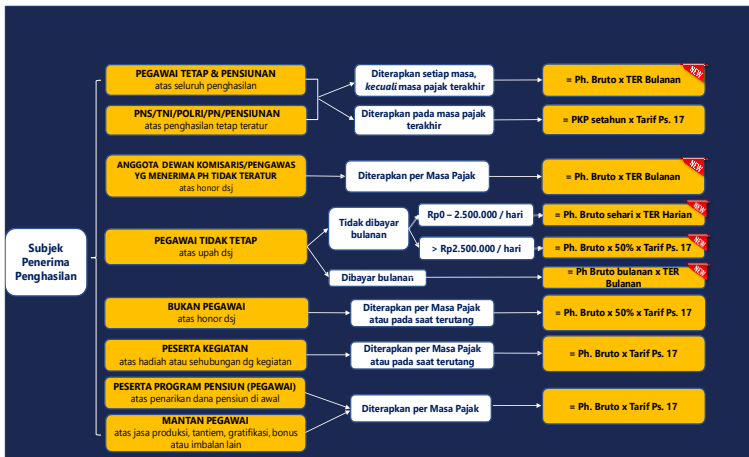 Subjek
Penerima
Penghasilan
PEGAWAI TETAP & PENSIUNAN
atas seluruh penghasilan
Diterapkan setiap masa,
kecuali masa pajak terakhir
= Ph. Bruto x TER Bulanan
NEW
PNS/TNI/POLRI/PN/PENSIUNAN
atas penghasilan tetap teratur
Diterapkan pada masa pajak
terakhir
= PKP setahun x Tarif Ps. 17
ANGGOTA DEWAN KOMISARIS/PENGAWAS
YG MENERIMA PH TIDAK TERATUR
atas honor dsj
Diterapkan per Masa Pajak
= Ph. Bruto x TER Bulanan
NEW
PEGAWAI TIDAK TETAP
atas upah dsj
Tidak dibayar
bulanan
Rp0 – 2.500.000 / hari
= Ph. Bruto sehari x TER Harian
NEW
> Rp2.500.000 / hari
= Ph. Bruto x 50% x Tarif Ps. 17
NEW
Dibayar bulanan
= Ph Bruto bulanan x TER
Bulanan
NEW
BUKAN PEGAWAI
atas honor dsj
Diterapkan per Masa Pajak
atau pada saat terutang
= Ph. Bruto x 50% x Tarif Ps. 17
PESERTA KEGIATAN
atas hadiah atau sehubungan dg kegiatan
Diterapkan per Masa Pajak
atau pada saat terutang
= Ph. Bruto x Tarif Ps. 17
PESERTA PROGRAM PENSIUN (PEGAWAI)
atas penarikan dana pensiun di awal
Diterapkan per Masa Pajak
= Ph. Bruto x Tarif Ps. 17
MANTAN PEGAWAI
atas jasa produksi, tantiem, gratifikasi, bonus
atau imbalan lain